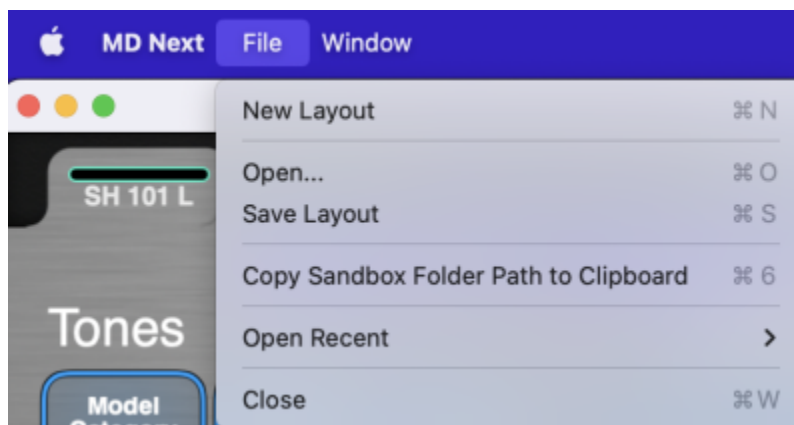 MD Next File Window
New Layout ⌘ N
Open... ⌘ O
Save Layout ⌘ S
Copy Sandbox Folder Path to Clipboard ⌘ 6
Open Recent
Close ⌘ W
SH 101 L
Tones
Model
Category